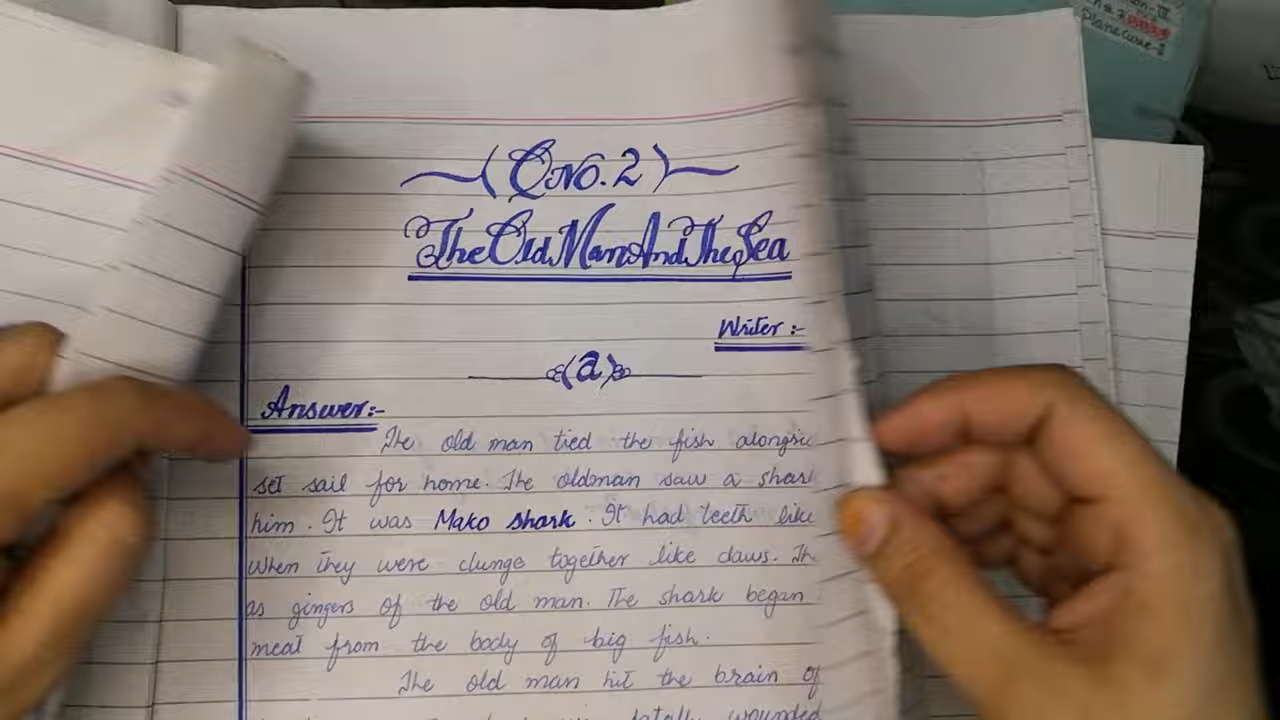 Q No. 2
The Old Man And The Sea
Writer :-
(a)
Answer:-
The old man tied the fish
set sail for home. The oldman saw a
him. It was Mako shark. It had teeth like
when they were clunge together like claws.
as gingers of the old man. The shark began
meat from the body of big fish.
The old man hit the brain of
wounded